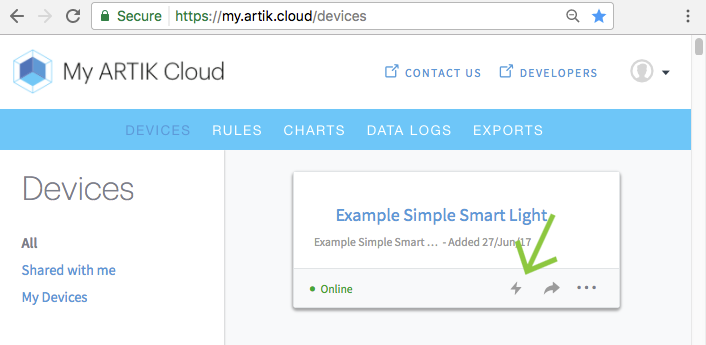 Secure https://my.artik.cloud/devices
My ARTIK Cloud
CONTACT US
DEVELOPERS
DEVICES RULES CHARTS DATA LOGS EXPORTS
Devices
All
Shared with me
My Devices
Example Simple Smart Light
Example Simple Smart ... - Added 27/Jun/17
Online